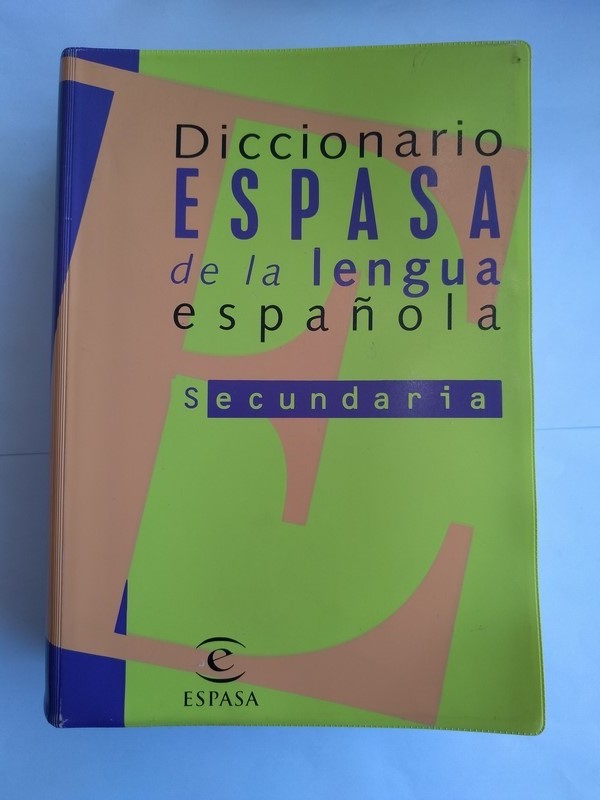 Diccionario
ESPASA
de la lengua
española
Secundaria
e
ESPASA